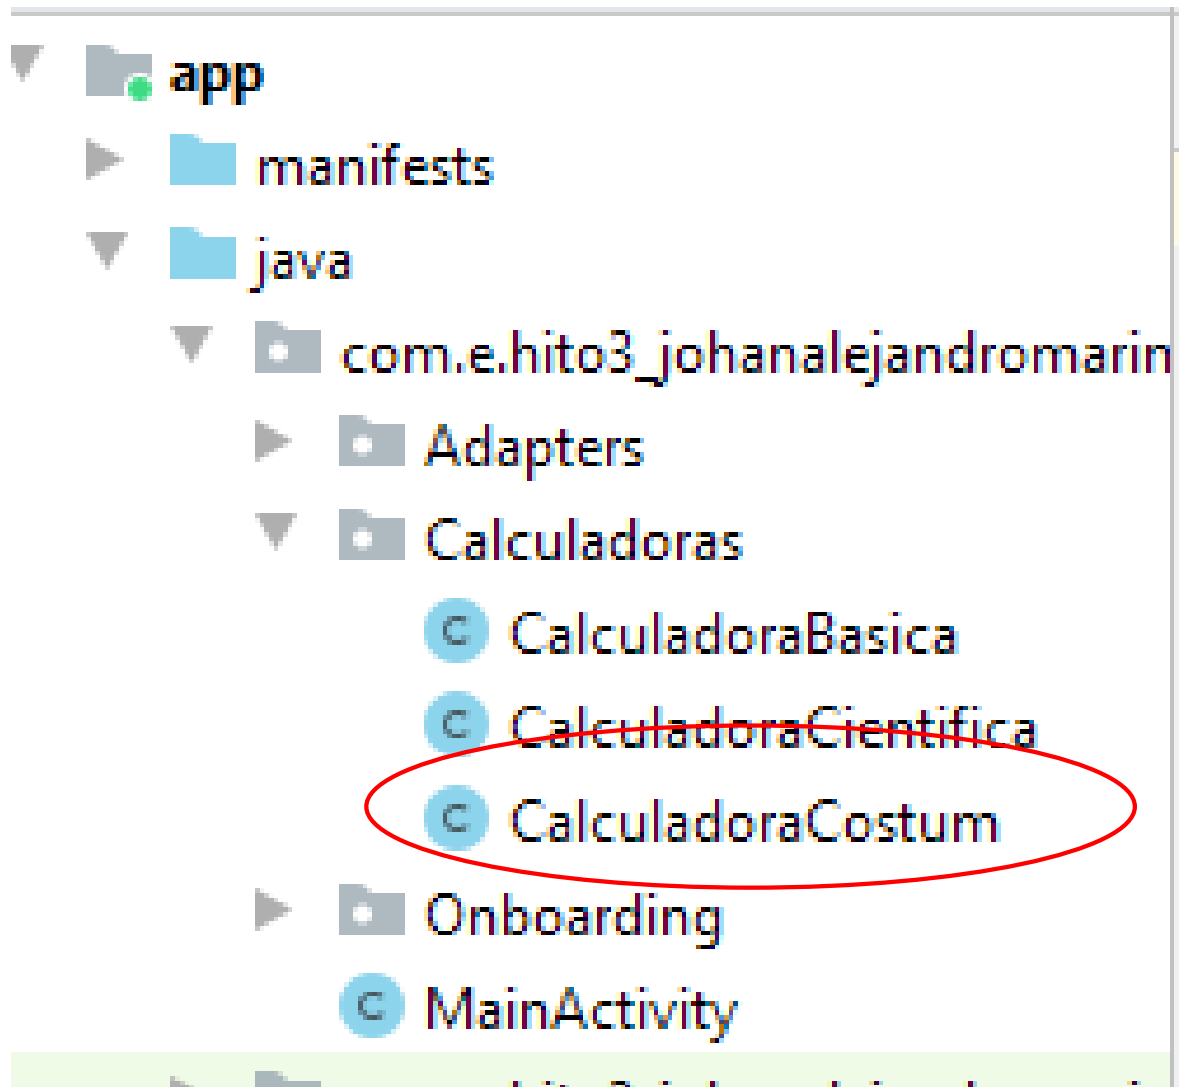 app
manifests
java
com.e.hito3_johanalejandromarin
Adapters
Calculadoras
C CalculadoraBasica
C CalculadoraCientifica
C CalculadoraCostum
Onboarding
C MainActivity